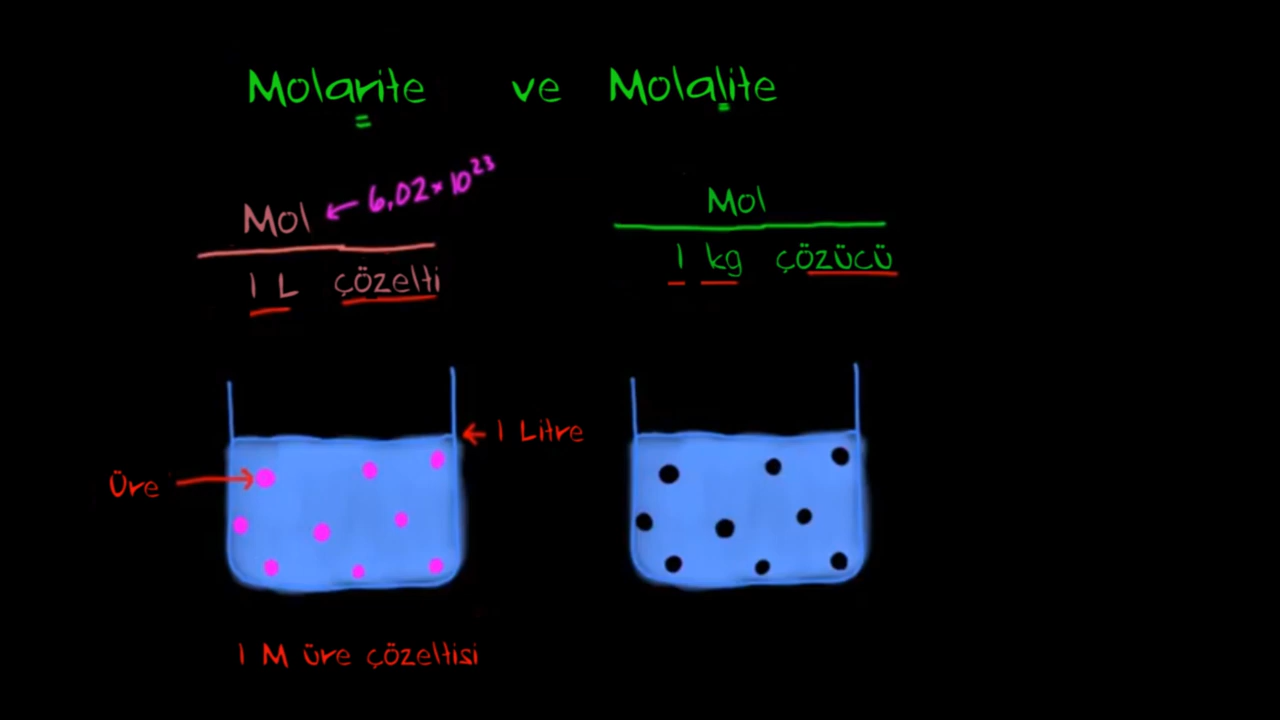 Molarite ve Molalite
Mol ← 6,02 × 10²³
1 L çözelti
Mol
1 kg çözücü
← 1 Litre
Üre →
1 M üre çözeltisi